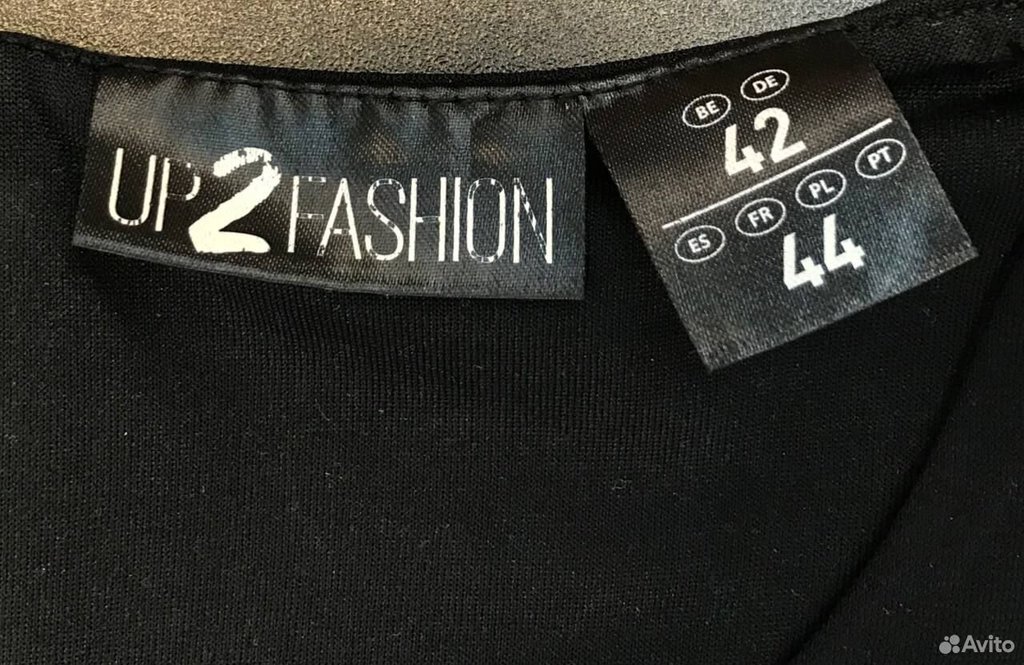 UP2FASHION
BE DE
42
ES FR PL PT
44
Avito